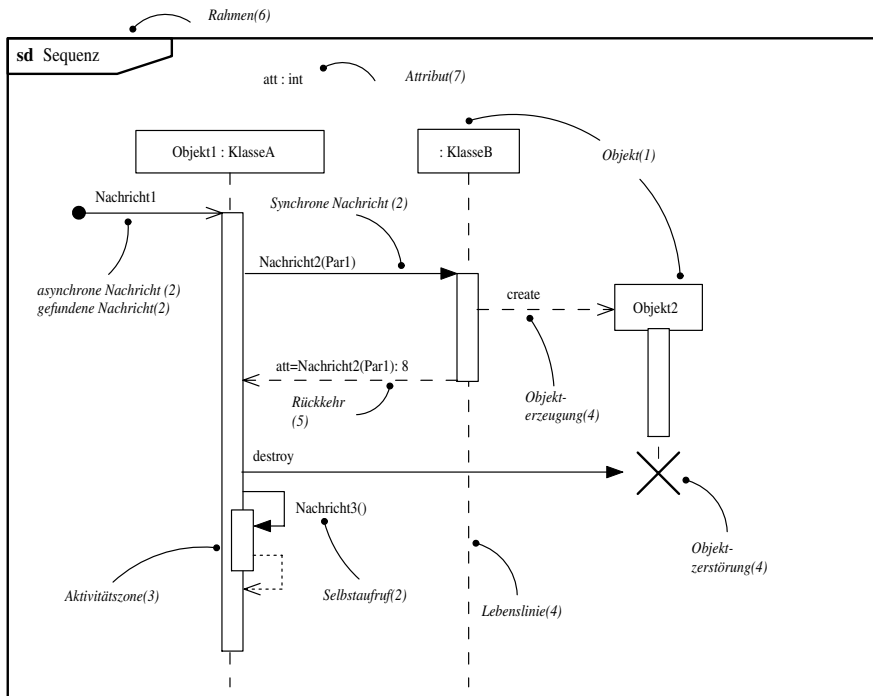 Rahmen(6)
sd Sequenz
att : int
Attribut(7)
Objekt1 : KlasseA
: KlasseB
Objekt(1)
Nachricht1
Synchrone Nachricht (2)
Nachricht2(Par1)
asynchrone Nachricht (2)
gefundene Nachricht(2)
create
Objekt2
att=Nachricht2(Par1): 8
Rückkehr
(5)
Objekt-
erzeugung(4)
destroy
Nachricht3()
Objekt-
zerstörung(4)
Aktivitätszone(3)
Selbstaufruf(2)
Lebenslinie(4)